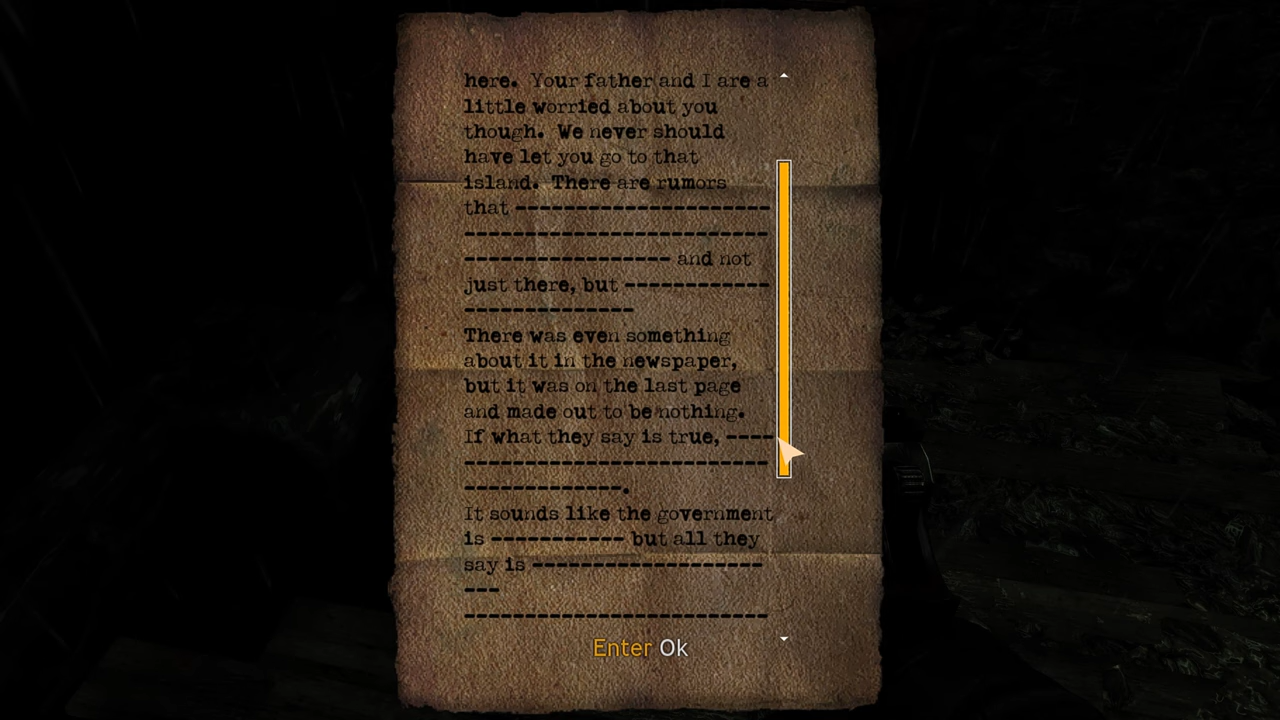 here. Your father and I are a
little worried about you
though. We never should
have let you go to that
island. There are rumors
that -------------------------
------------------------------
-------------------- and not
just there, but --------------
-----------------
There was even something
about it in the newspaper,
but it was on the last page
and made out to be nothing.
If what they say is true, -----
------------------------------
----------------.
It sounds like the government
is ------------- but all they
say is -----------------------
---
------------------------------
Enter Ok